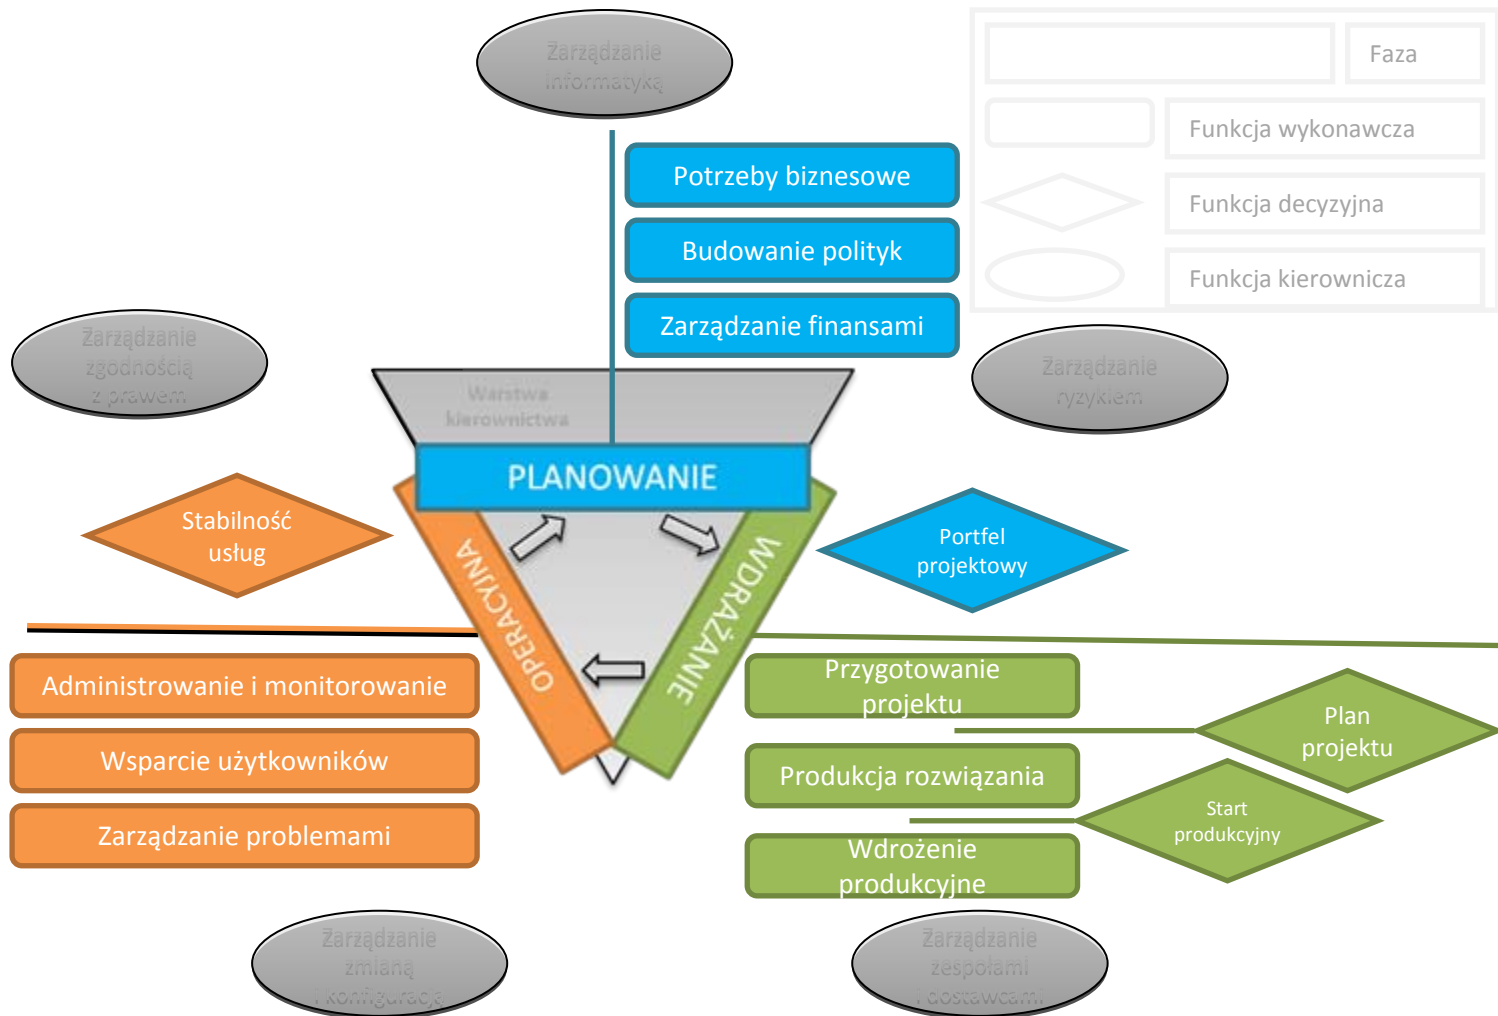 Zarządzanie
informatyką
Faza
Funkcja wykonawcza
Funkcja decyzyjna
Funkcja kierownicza
Potrzeby biznesowe
Budowanie polityk
Zarządzanie finansami
Zarządzanie
zgodnością
z prawem
Zarządzanie
ryzykiem
Warstwa
kierownictwa
PLANOWANIE
OPERACYJNA
WDRAŻANIE
Stabilność
usług
Portfel
projektowy
Administrowanie i monitorowanie
Wsparcie użytkowników
Zarządzanie problemami
Przygotowanie
projektu
Plan
projektu
Produkcja rozwiązania
Start
produkcyjny
Wdrożenie
produkcyjne
Zarządzanie
zmianą
i konfiguracją
Zarządzanie
zespołami
i dostawcami